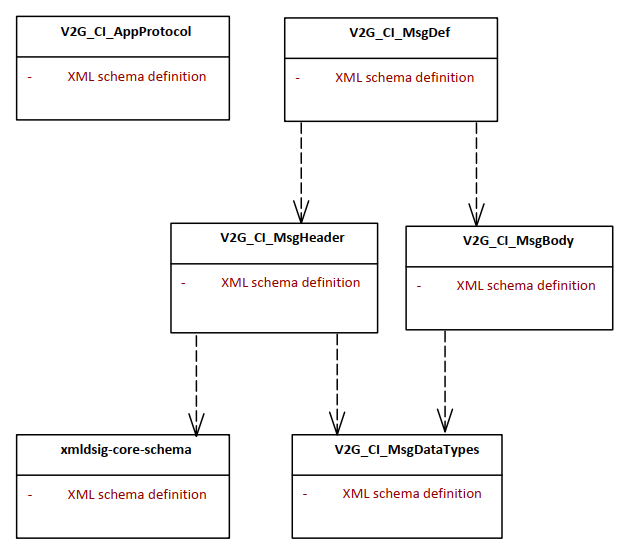 V2G_CI_AppProtocol
- XML schema definition
V2G_CI_MsgDef
- XML schema definition
V2G_CI_MsgHeader
- XML schema definition
V2G_CI_MsgBody
- XML schema definition
xmldsig-core-schema
- XML schema definition
V2G_CI_MsgDataTypes
- XML schema definition